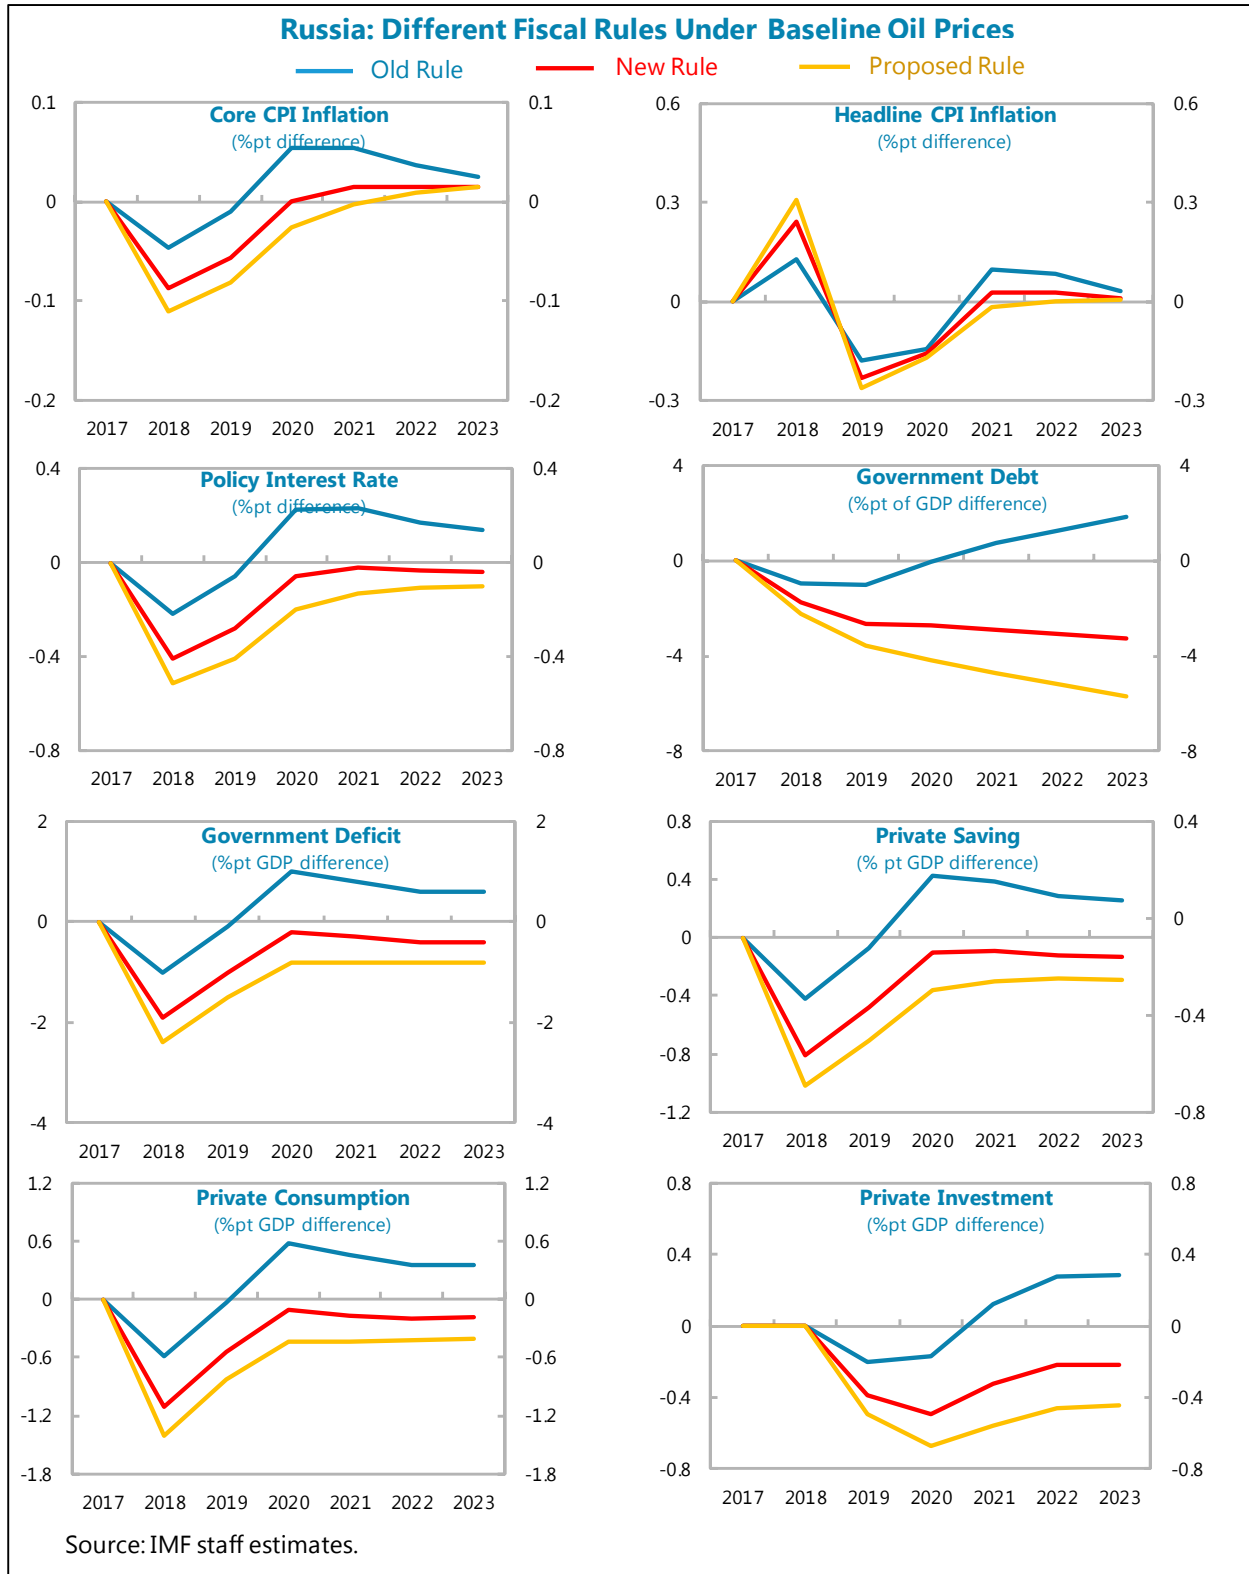 Russia: Different Fiscal Rules Under Baseline Oil Prices
Old Rule New Rule Proposed Rule
Core CPI Inflation
(%pt difference)
0.1 0.1
0 0
-0.1 -0.1
-0.2 -0.2
2017 2018 2019 2020 2021 2022 2023
Headline CPI Inflation
(%pt difference)
0.6 0.6
0.3 0.3
0 0
-0.3 -0.3
2017 2018 2019 2020 2021 2022 2023
Policy Interest Rate
(%pt difference)
0.4 0.4
0 0
-0.4 -0.4
-0.8 -0.8
2017 2018 2019 2020 2021 2022 2023
Government Debt
(%pt of GDP difference)
4 4
0 0
-4 -4
-8 -8
2017 2018 2019 2020 2021 2022 2023
Government Deficit
(%pt GDP difference)
2 2
0 0
-2 -2
-4 -4
2017 2018 2019 2020 2021 2022 2023
Private Saving
(% pt GDP difference)
0.8 0.4
0.4
0 0
-0.4 -0.4
-0.8
-1.2 -0.8
2017 2018 2019 2020 2021 2022 2023
Private Consumption
(%pt GDP difference)
1.2 1.2
0.6 0.6
0 0
-0.6 -0.6
-1.2 -1.2
-1.8 -1.8
2017 2018 2019 2020 2021 2022 2023
Private Investment
(%pt GDP difference)
0.8 0.8
0.4 0.4
0 0
-0.4 -0.4
-0.8 -0.8
2017 2018 2019 2020 2021 2022 2023
Source: IMF staff estimates.